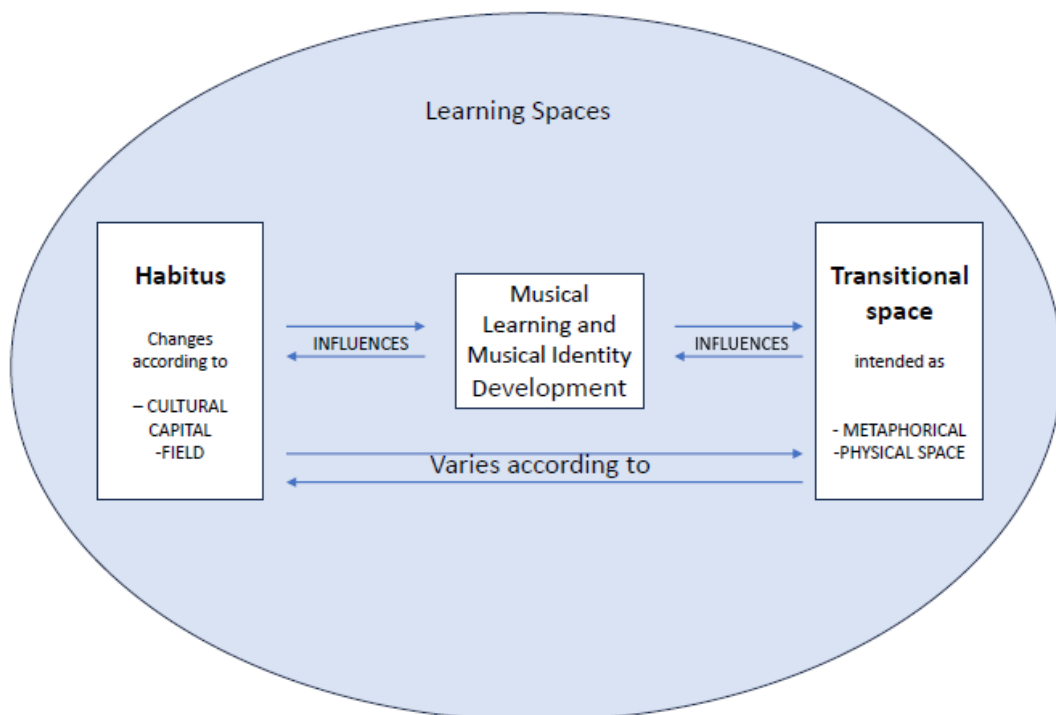 Learning Spaces
Habitus
Changes
according to
– CULTURAL
CAPITAL
-FIELD
INFLUENCES
Musical
Learning and
Musical Identity
Development
INFLUENCES
Transitional
space
intended as
- METAPHORICAL
-PHYSICAL SPACE
Varies according to